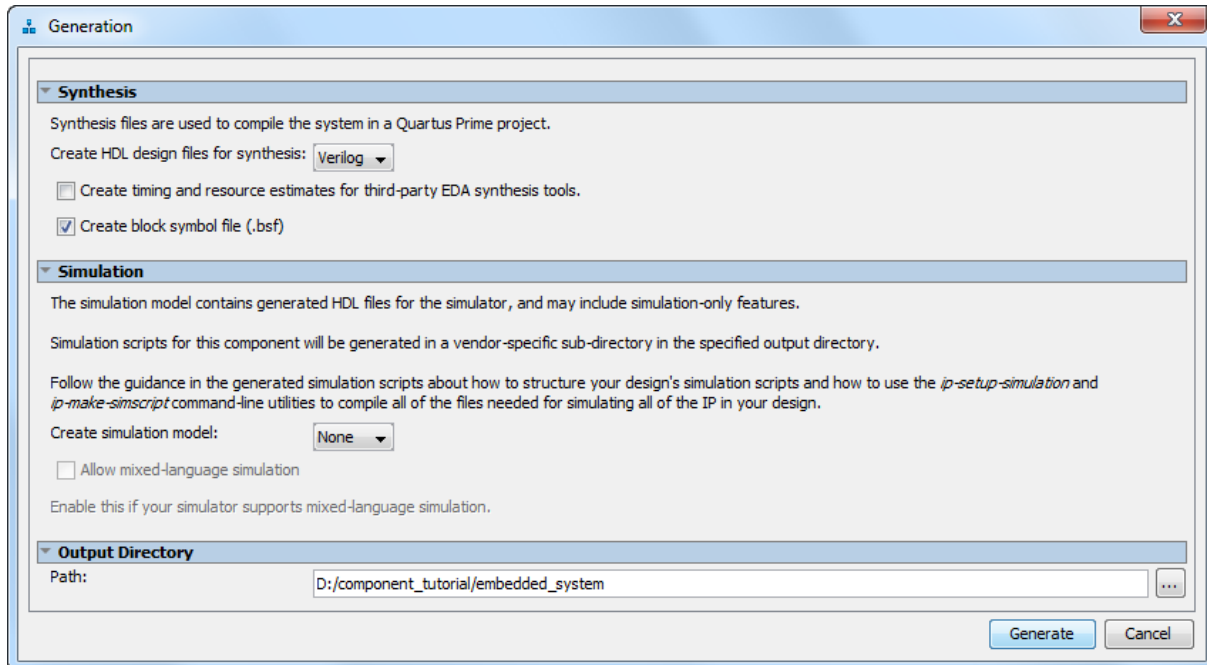 Generation
Synthesis
Synthesis files are used to compile the system in a Quartus Prime project.
Create HDL design files for synthesis: Verilog
Create timing and resource estimates for third-party EDA synthesis tools.
Create block symbol file (.bsf)
Simulation
The simulation model contains generated HDL files for the simulator, and may include simulation-only features.
Simulation scripts for this component will be generated in a vendor-specific sub-directory in the specified output directory.
Follow the guidance in the generated simulation scripts about how to structure your design's simulation scripts and how to use the ip-setup-simulation and
ip-make-simscript command-line utilities to compile all of the files needed for simulating all of the IP in your design.
Create simulation model: None
Allow mixed-language simulation
Enable this if your simulator supports mixed-language simulation.
Output Directory
Path: D:/component_tutorial/embedded_system ...
Generate Cancel